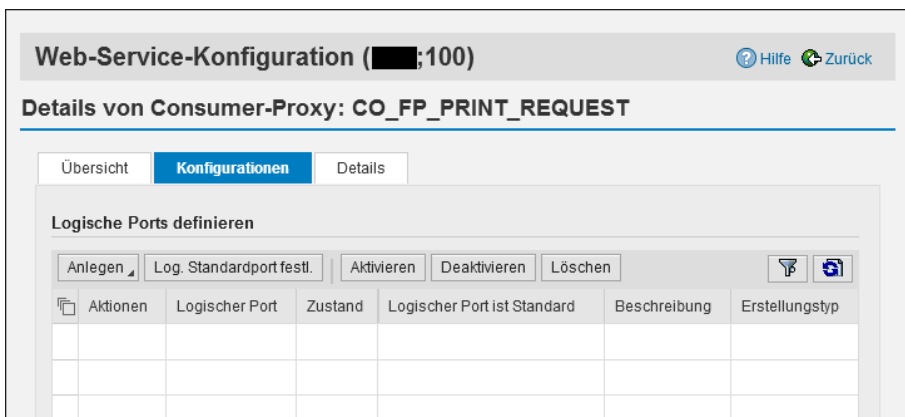 Web-Service-Konfiguration ( ;100)
Hilfe Zurück
Details von Consumer-Proxy: CO_FP_PRINT_REQUEST
Übersicht Konfigurationen Details
Logische Ports definieren
Anlegen Log. Standardport festl. Aktivieren Deaktivieren Löschen
Aktionen Logischer Port Zustand Logischer Port ist Standard Beschreibung Erstellungstyp